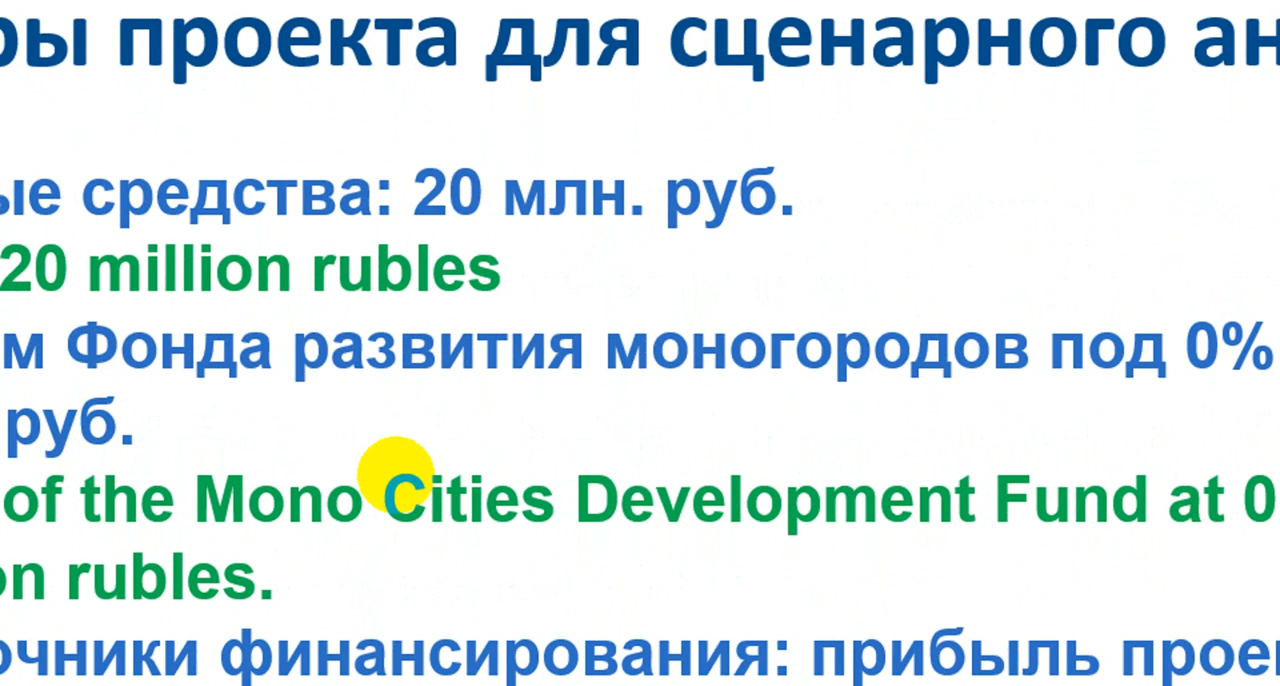 ры проекта для сценарного ан
ые средства: 20 млн. руб.
20 million rubles
м Фонда развития моногородов под 0%
руб.
of the Mono Cities Development Fund at 0
on rubles.
очники финансирования: прибыль прое